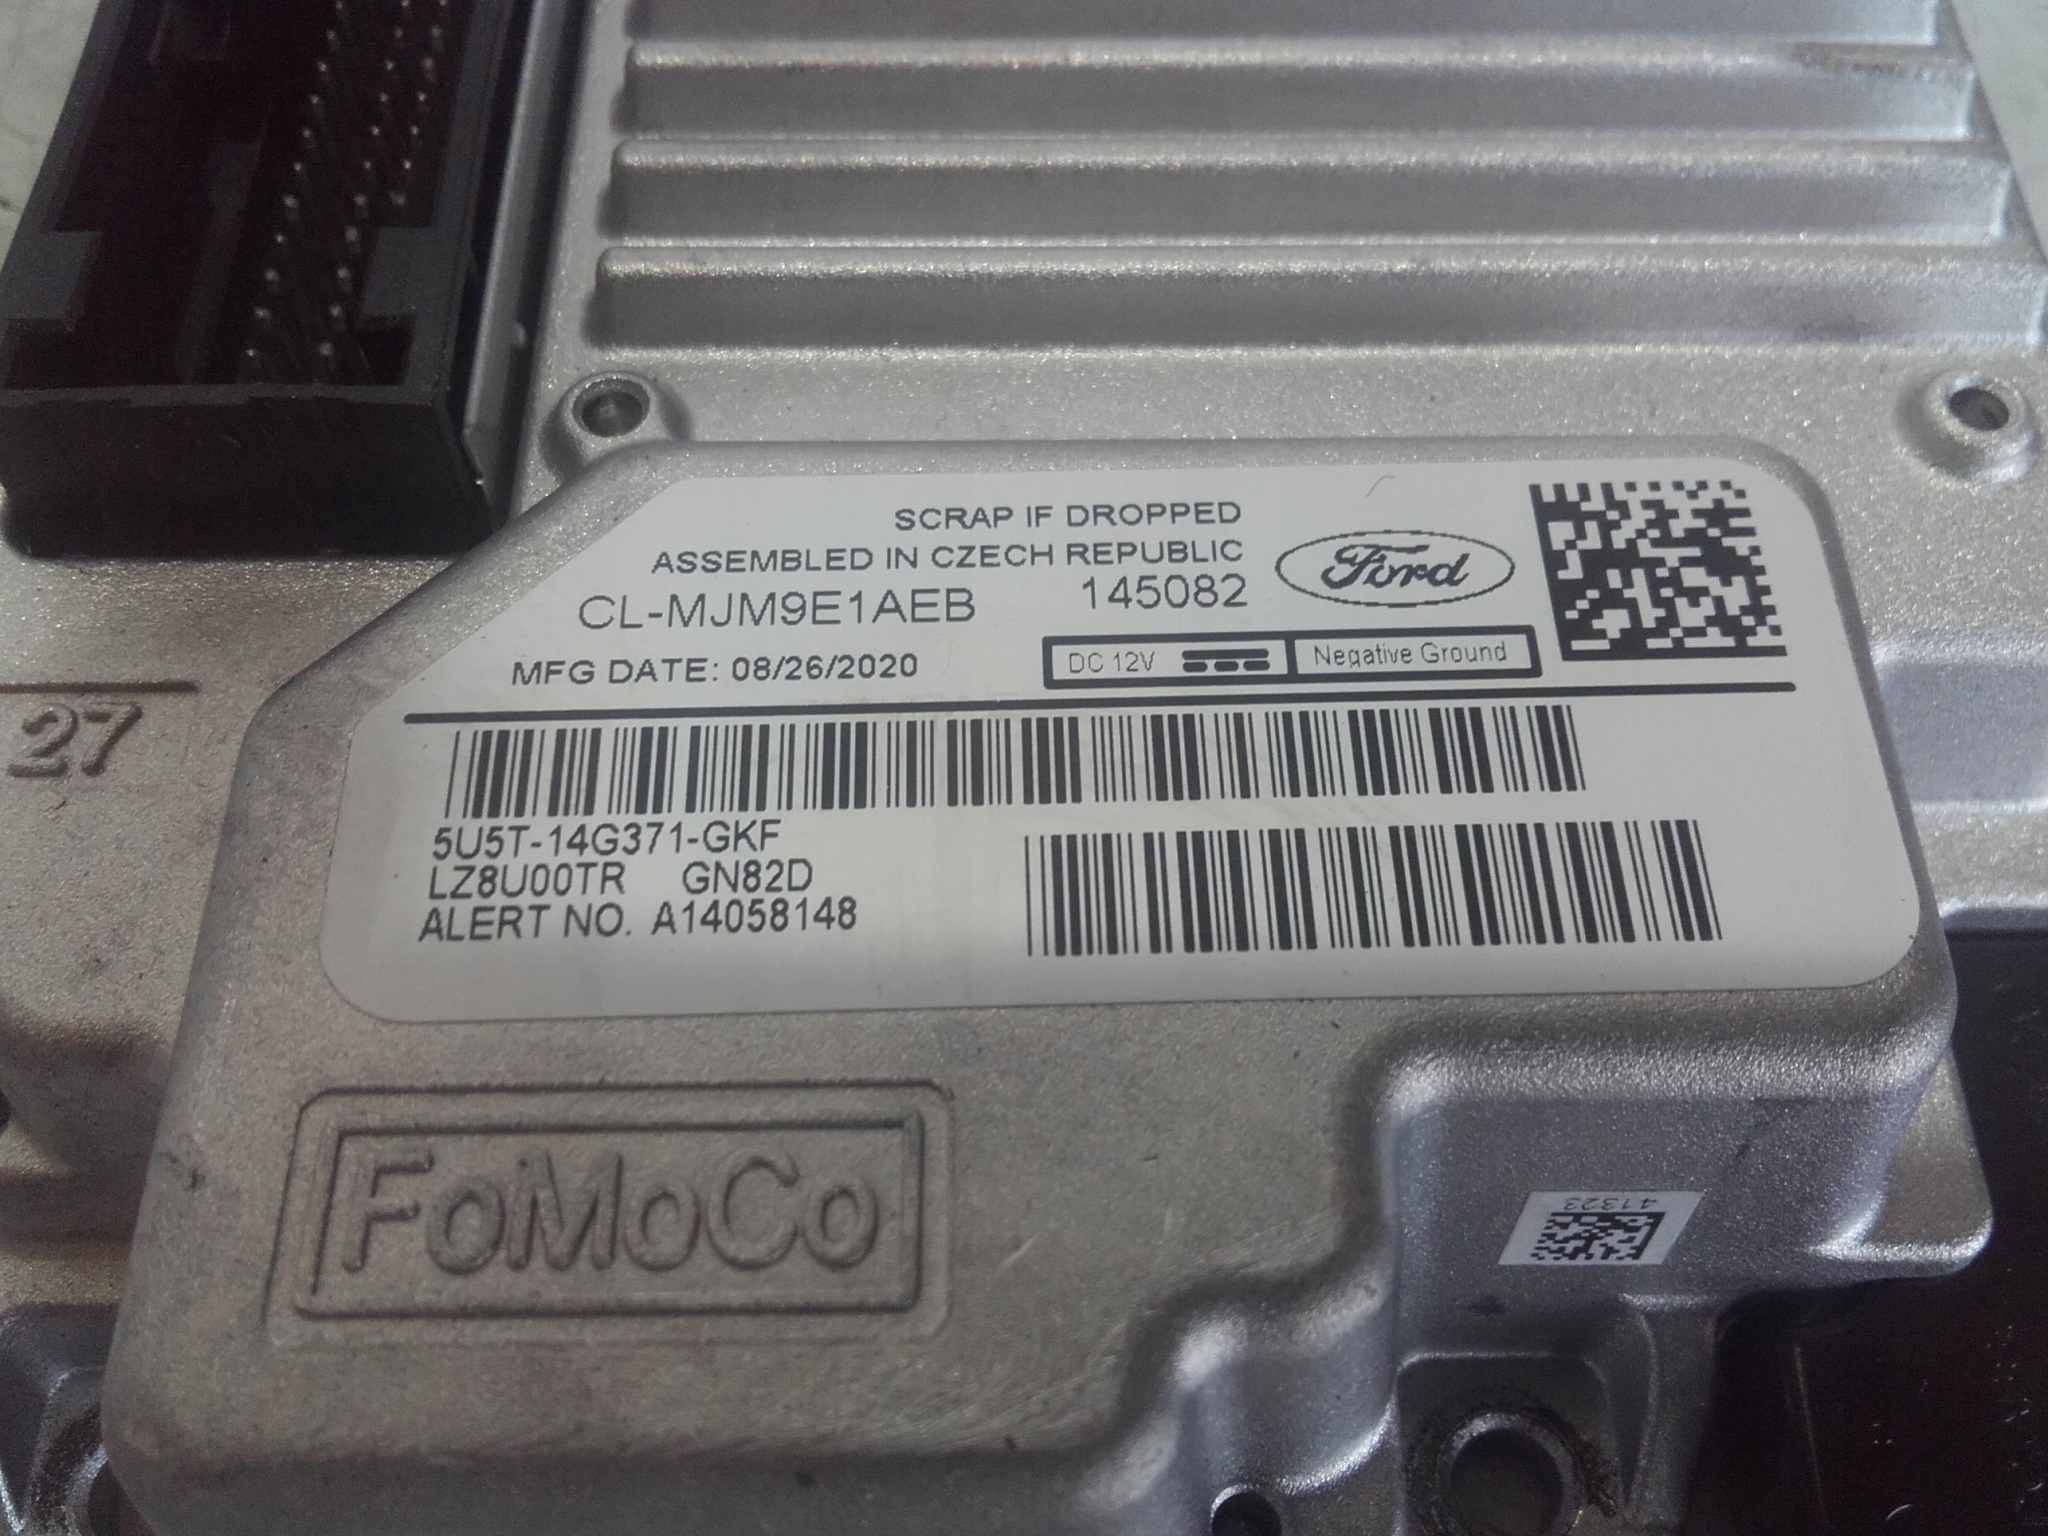 SCRAP IF DROPPED
ASSEMBLED IN CZECH REPUBLIC
CL-MJM9E1AEB 145082
Ford
MFG DATE: 08/26/2020
DC 12V Negative Ground
27
5U5T-14G371-GKF
LZ8U00TR GN82D
ALERT NO. A14058148
FoMoCo
41323